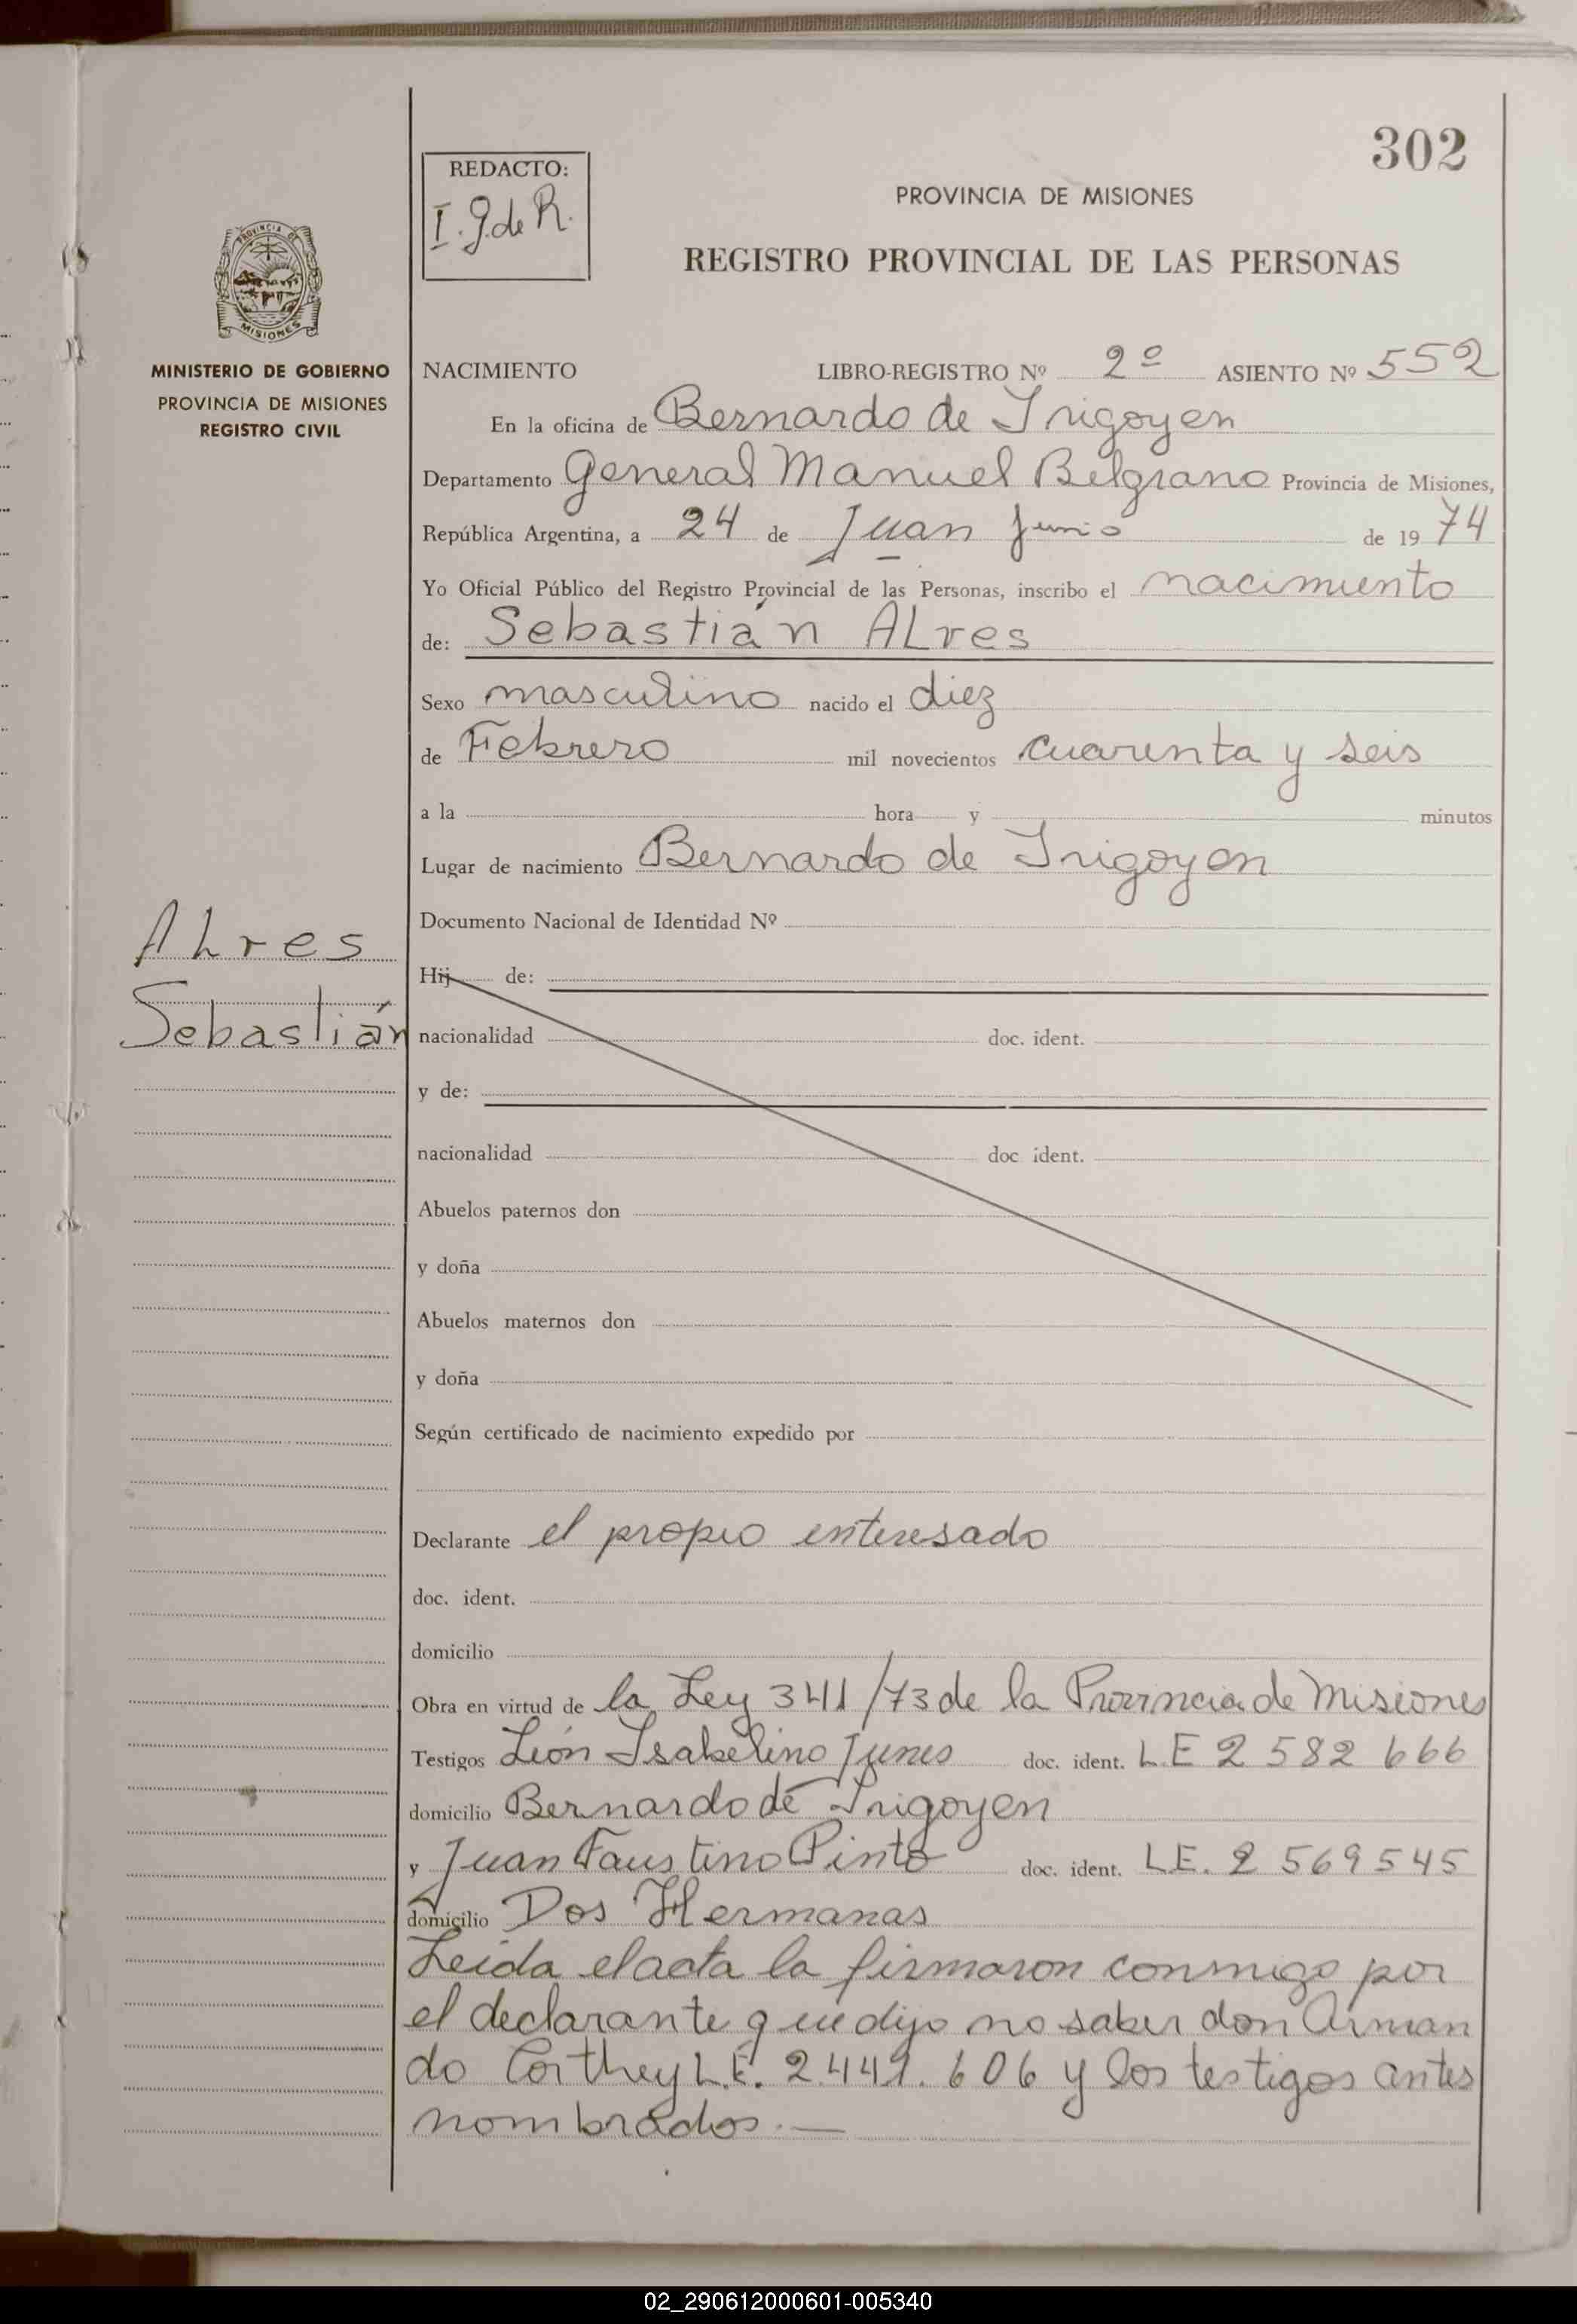 302
REDACTO:
I. G. de R.
PROVINCIA DE MISIONES
REGISTRO PROVINCIAL DE LAS PERSONAS
PROVINCIA DE
MISIONES
MINISTERIO DE GOBIERNO
PROVINCIA DE MISIONES
REGISTRO CIVIL
NACIMIENTO LIBRO-REGISTRO Nº 2º ASIENTO Nº 552
En la oficina de Bernardo de Irigoyen
Departamento General Manuel Belgrano Provincia de Misiones,
República Argentina, a 24 de Juan Junio de 1974
Yo Oficial Público del Registro Provincial de las Personas, inscribo el nacimiento
de: Sebastián ALves
Sexo masculino nacido el diez
de Febrero mil novecientos cuarenta y seis
a la hora y minutos
Lugar de nacimiento Bernardo de Irigoyen
Documento Nacional de Identidad Nº
ALves
Sebastián
Hij de:
nacionalidad doc. ident.
y de:
nacionalidad doc ident.
Abuelos paternos don
y doña
Abuelos maternos don
y doña
Según certificado de nacimiento expedido por
Declarante el propio interesado
doc. ident.
domicilio
Obra en virtud de la Ley 341/73 de la Provincia de Misiones
Testigos León Isabelino doc. ident. L.E 2 582 666
domicilio Bernardo de Irigoyen
y Juan Faustino Pinto doc. ident. L.E. 2 569545
domicilio Dos Hermanas
Leida el acta la firmaron conmigo por
el declarante que dijo no saber don Arman
do Corthey L.E. 2.441.606 y los testigos antes
nombrados.—
02_290612000601-005340